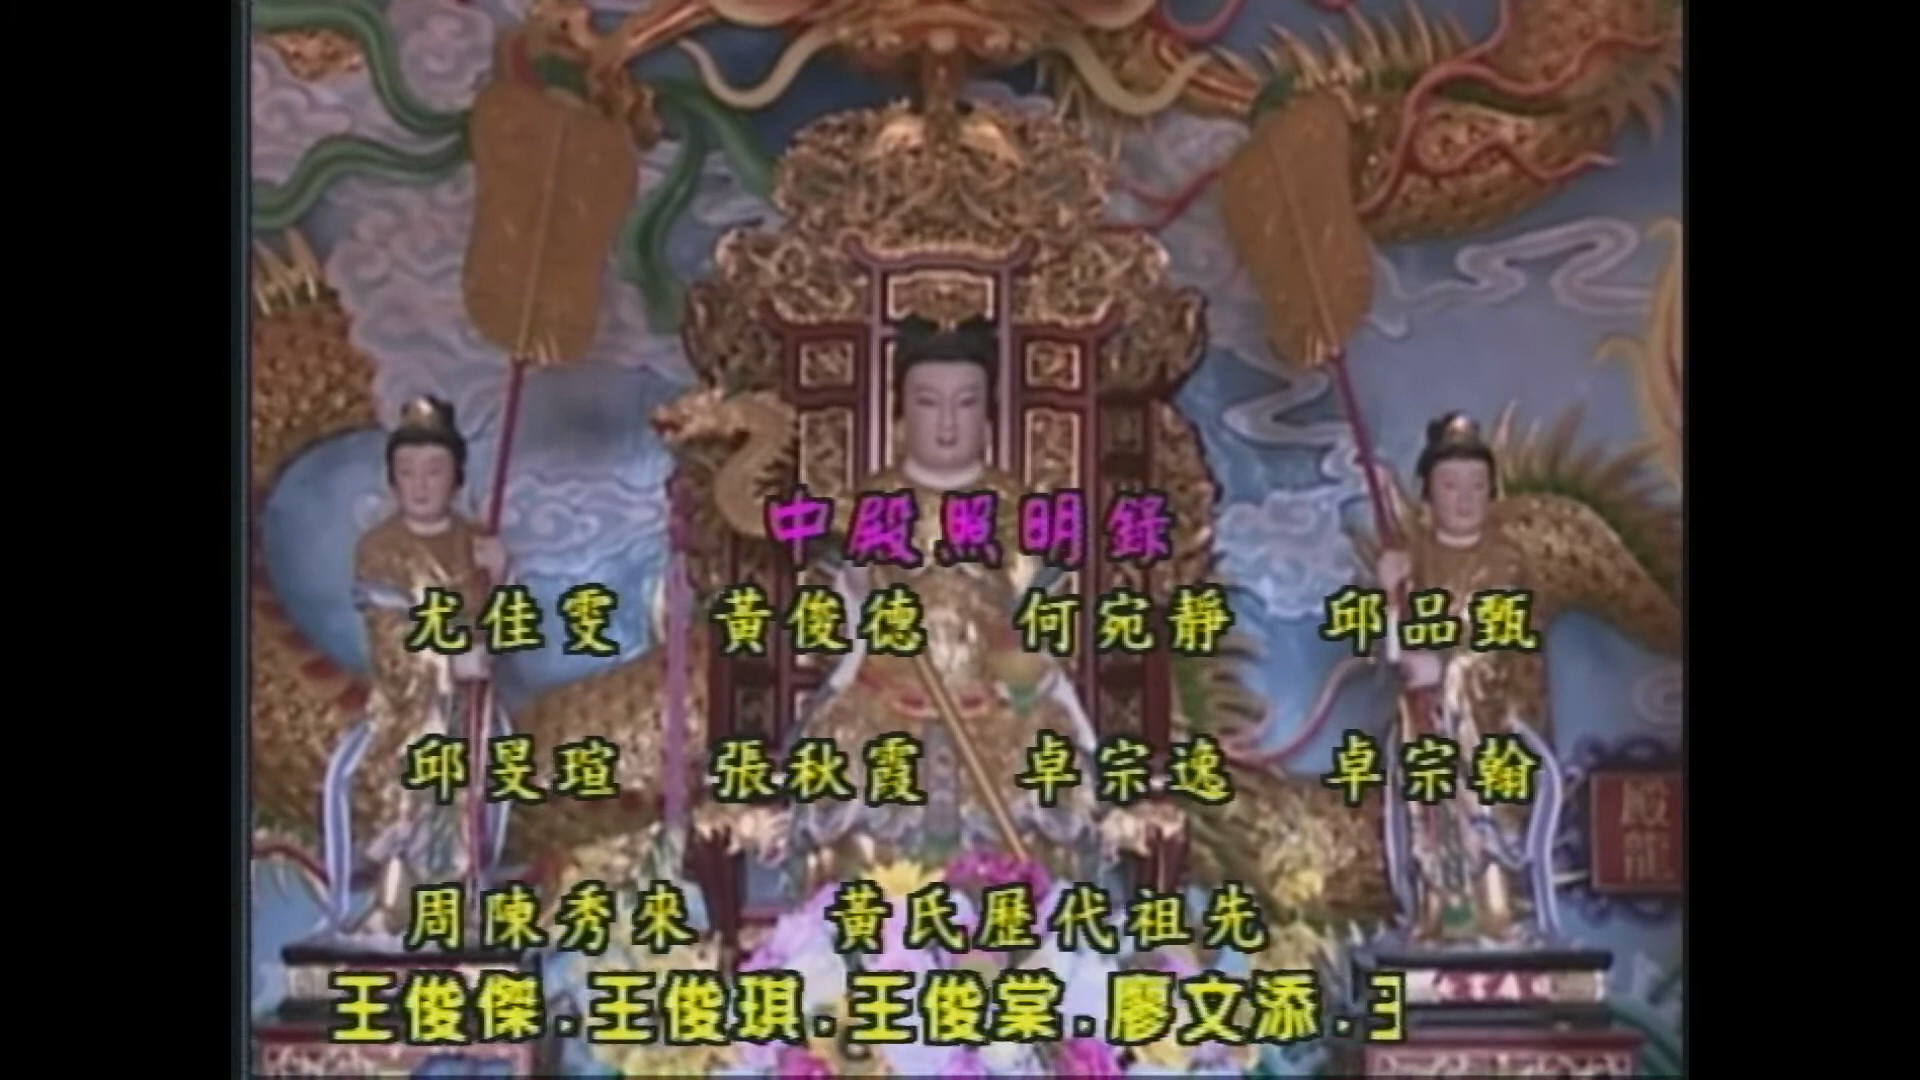 中殿照明錄
尤佳雯 黃俊德 何宛靜 邱品甄
邱旻瑄 張秋霞 卓宗逸 卓宗翰
周陳秀來 黃氏歷代祖先
王俊傑.王俊琪.王俊棠.廖文添.
殿龍